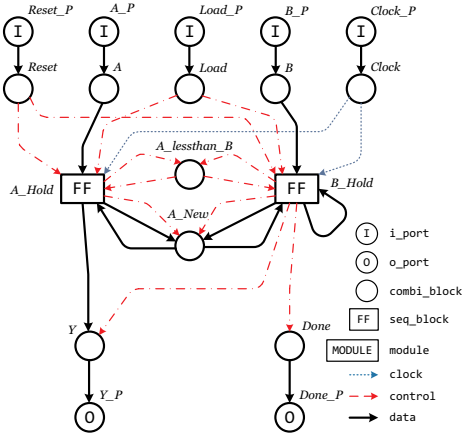 Reset_P A_P Load_P B_P Clock_P
I I I I I
Reset A Load B Clock
A_lessthan_B
A_Hold FF FF B_Hold
A_New
I i_port
O o_port
combi_block
FF seq_block
Y Done
MODULE module
clock
Y_P Done_P control
O O data